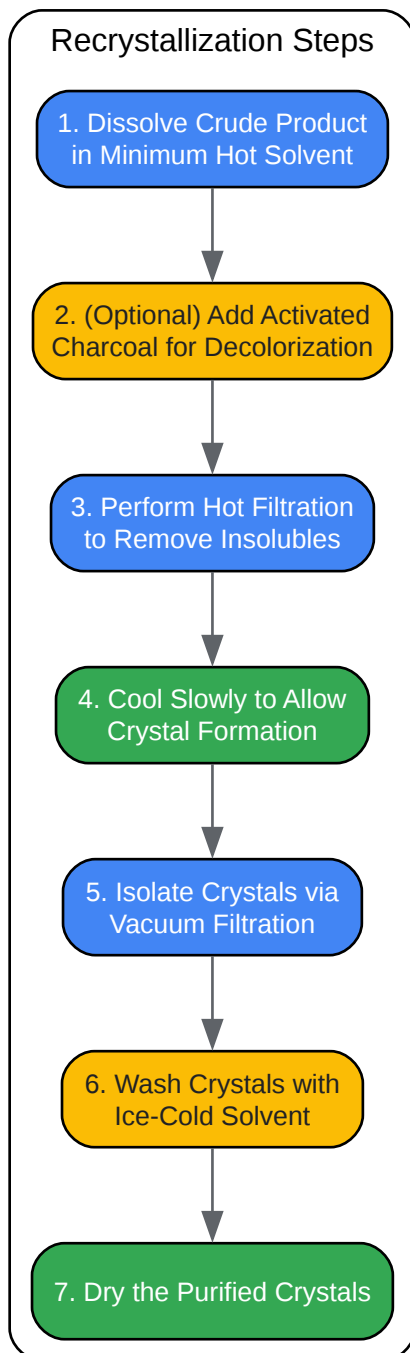 Recrystallization Steps
1. Dissolve Crude Product
in Minimum Hot Solvent
2. (Optional) Add Activated
Charcoal for Decolorization
3. Perform Hot Filtration
to Remove Insolubles
4. Cool Slowly to Allow
Crystal Formation
5. Isolate Crystals via
Vacuum Filtration
6. Wash Crystals with
Ice-Cold Solvent
7. Dry the Purified Crystals